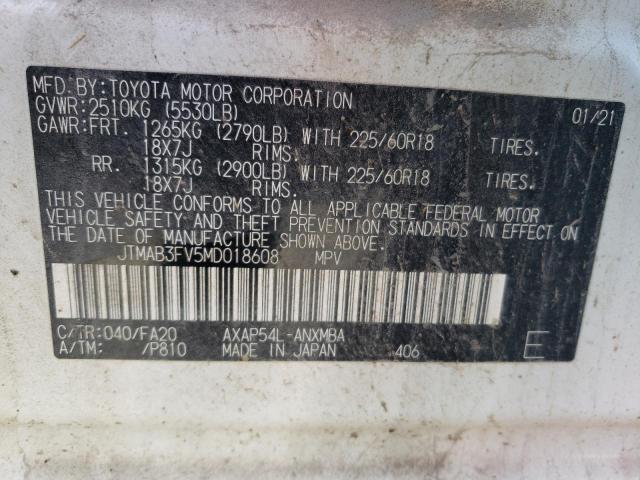 MFD.BY:TOYOTA MOTOR CORPORATION 01/21
GVWR:2510KG (5530LB)
GAWR:FRT. 1265KG (2790LB) WITH 225/60R18 TIRES.
18X7J RIMS.
RR. 1315KG (2900LB) WITH 225/60R18 TIRES.
18X7J RIMS.
THIS VEHICLE CONFORMS TO ALL APPLICABLE FEDERAL MOTOR
VEHICLE SAFETY AND THEFT PREVENTION STANDARDS IN EFFECT ON
THE DATE OF MANUFACTURE SHOWN ABOVE.
JTMAB3FV5MD018608 MPV
C/TR:040/FA20 AXAP54L-ANXMBA
A/TM: /P810 MADE IN JAPAN 406 E